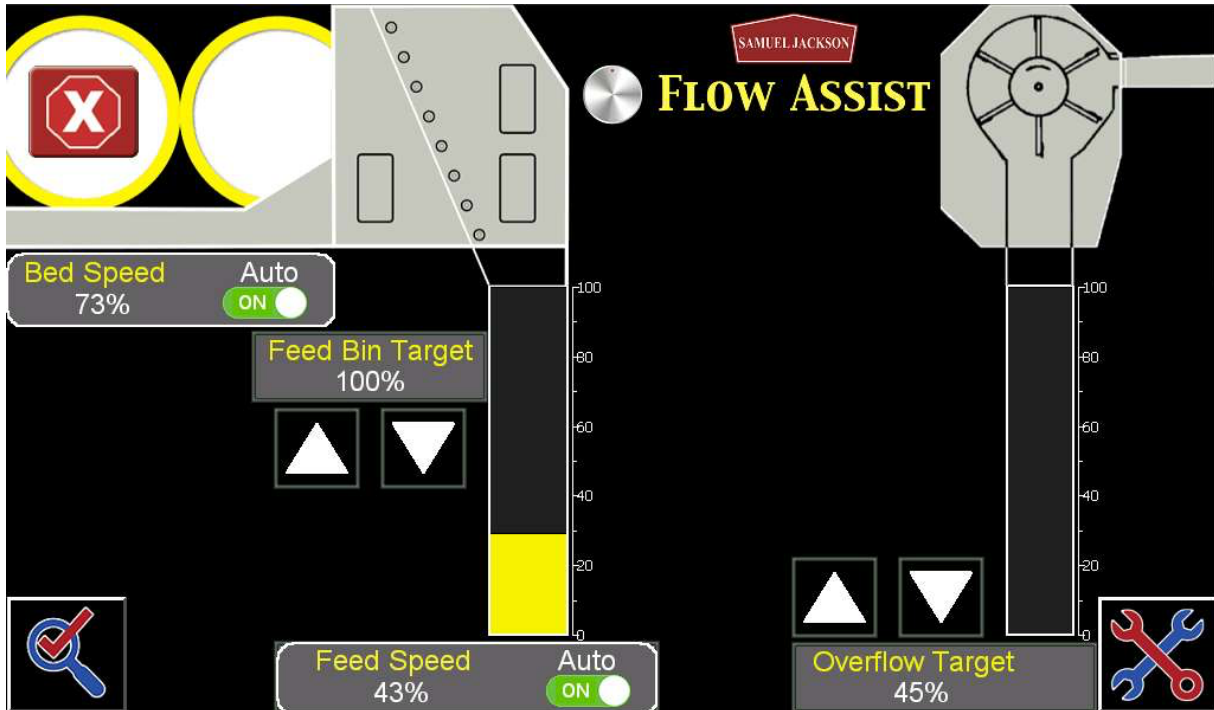 SAMUEL JACKSON
FLOW ASSIST
X
Bed Speed Auto
73% ON
Feed Bin Target
100%
100
80
60
40
20
0
100
80
60
40
20
0
Feed Speed Auto
43% ON
Overflow Target
45%